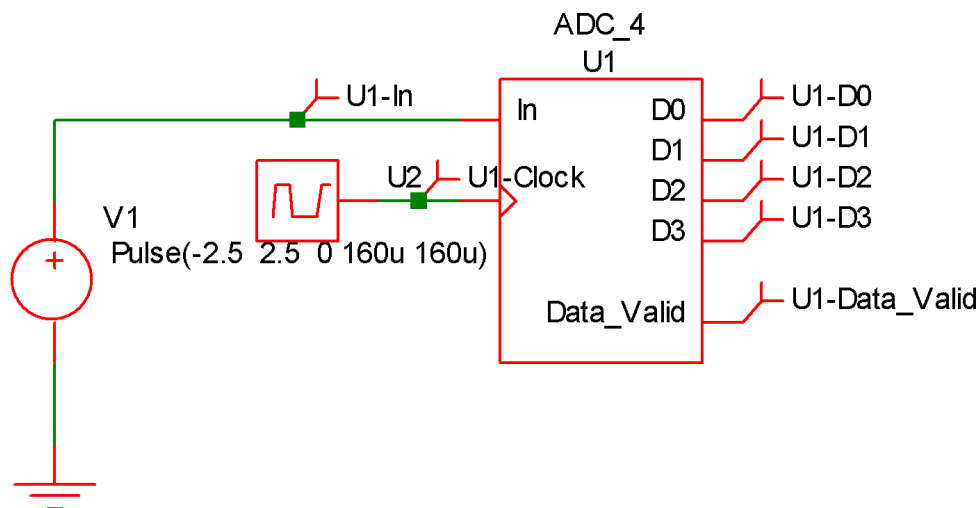 ADC_4
U1
U1-In
In
D0
U1-D0
D1
U1-D1
U2
U1-Clock
D2
U1-D2
D3
U1-D3
V1
Pulse(-2.5 2.5 0 160u 160u)
Data_Valid
U1-Data_Valid